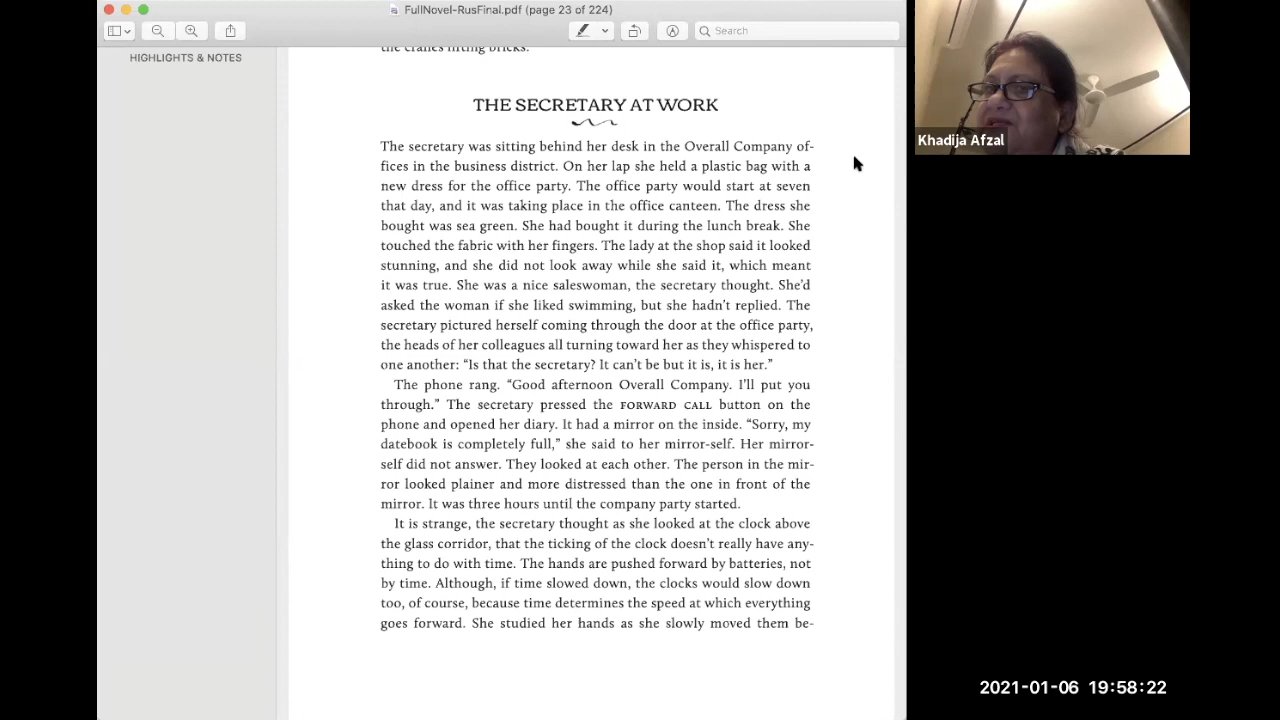 FullNovel-RusFinal.pdf (page 23 of 224)
Search
HIGHLIGHTS & NOTES
the cranes lifting bricks.
THE SECRETARY AT WORK
The secretary was sitting behind her desk in the Overall Company of-
fices in the business district. On her lap she held a plastic bag with a
new dress for the office party. The office party would start at seven
that day, and it was taking place in the office canteen. The dress she
bought was sea green. She had bought it during the lunch break. She
touched the fabric with her fingers. The lady at the shop said it looked
stunning, and she did not look away while she said it, which meant
it was true. She was a nice saleswoman, the secretary thought. She’d
asked the woman if she liked swimming, but she hadn’t replied. The
secretary pictured herself coming through the door at the office party,
the heads of her colleagues all turning toward her as they whispered to
one another: “Is that the secretary? It can’t be but it is, it is her.”
The phone rang. “Good afternoon Overall Company. I’ll put you
through.” The secretary pressed the FORWARD CALL button on the
phone and opened her diary. It had a mirror on the inside. “Sorry, my
datebook is completely full,” she said to her mirror-self. Her mirror-
self did not answer. They looked at each other. The person in the mir-
ror looked plainer and more distressed than the one in front of the
mirror. It was three hours until the company party started.
It is strange, the secretary thought as she looked at the clock above
the glass corridor, that the ticking of the clock doesn’t really have any-
thing to do with time. The hands are pushed forward by batteries, not
by time. Although, if time slowed down, the clocks would slow down
too, of course, because time determines the speed at which everything
goes forward. She studied her hands as she slowly moved them be-
Khadija Afzal
2021-01-06 19:58:22